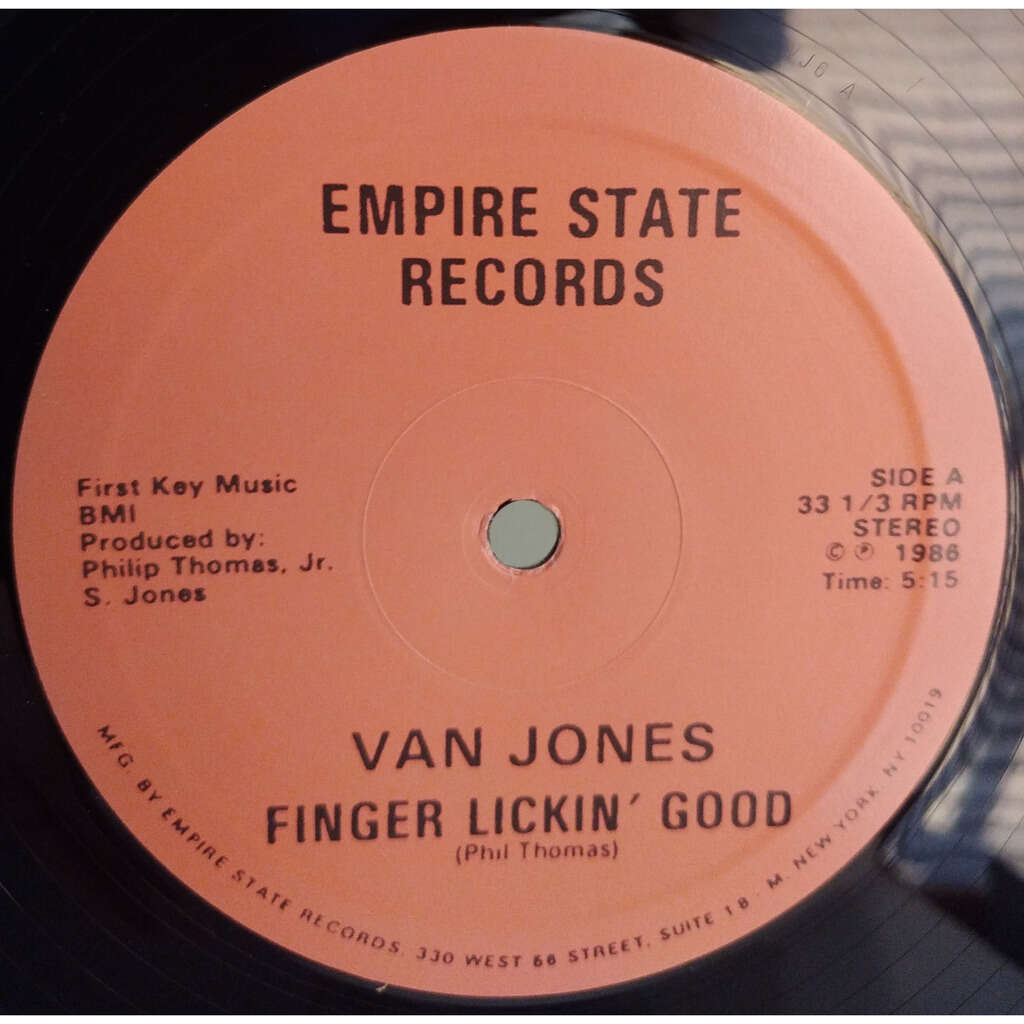 EMPIRE STATE
RECORDS
First Key Music
BMI
Produced by:
Philip Thomas, Jr.
S. Jones
SIDE A
33 1/3 RPM
STEREO
© ℗ 1986
Time: 5:15
VAN JONES
FINGER LICKIN' GOOD
(Phil Thomas)
MFG. BY EMPIRE STATE RECORDS, 330 WEST 56 STREET, SUITE 18 - M. NEW YORK, NY 10019
J6 A